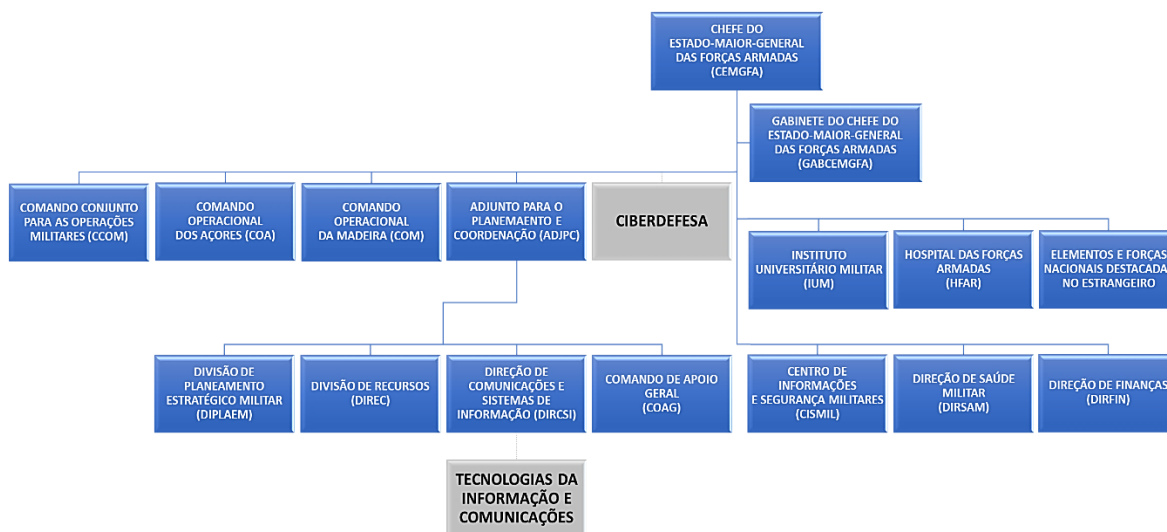 CHEFE DO
ESTADO-MAIOR-GENERAL
DAS FORÇAS ARMADAS
(CEMGFA)
GABINETE DO CHEFE DO
ESTADO-MAIOR-GENERAL
DAS FORÇAS ARMADAS
(GABCEMGFA)
COMANDO CONJUNTO
PARA AS OPERAÇÕES
MILITARES (CCOM)
COMANDO
OPERACIONAL
DOS AÇORES (COA)
COMANDO
OPERACIONAL
DA MADEIRA (COM)
ADJUNTO PARA O
PLANEMAENTO E
COORDENAÇÃO (ADJPC)
CIBERDEFESA
INSTITUTO
UNIVERSITÁRIO MILITAR
(IUM)
HOSPITAL DAS FORÇAS
ARMADAS
(HFAR)
ELEMENTOS E FORÇAS
NACIONAIS DESTACADA
NO ESTRANGEIRO
DIVISÃO DE
PLANEAMENTO
ESTRATÉGICO MILITAR
(DIPLAEM)
DIVISÃO DE RECURSOS
(DIREC)
DIREÇÃO DE
COMUNICAÇÕES E
SISTEMAS DE
INFORMAÇÃO (DIRCSI)
COMANDO DE APOIO
GERAL
(COAG)
CENTRO DE
INFORMAÇÕES
E SEGURANÇA MILITARES
(CISMIL)
DIREÇÃO DE SAÚDE
MILITAR
(DIRSAM)
DIREÇÃO DE FINANÇAS
(DIRFIN)
TECNOLOGIAS DA
INFORMAÇÃO E
COMUNICAÇÕES